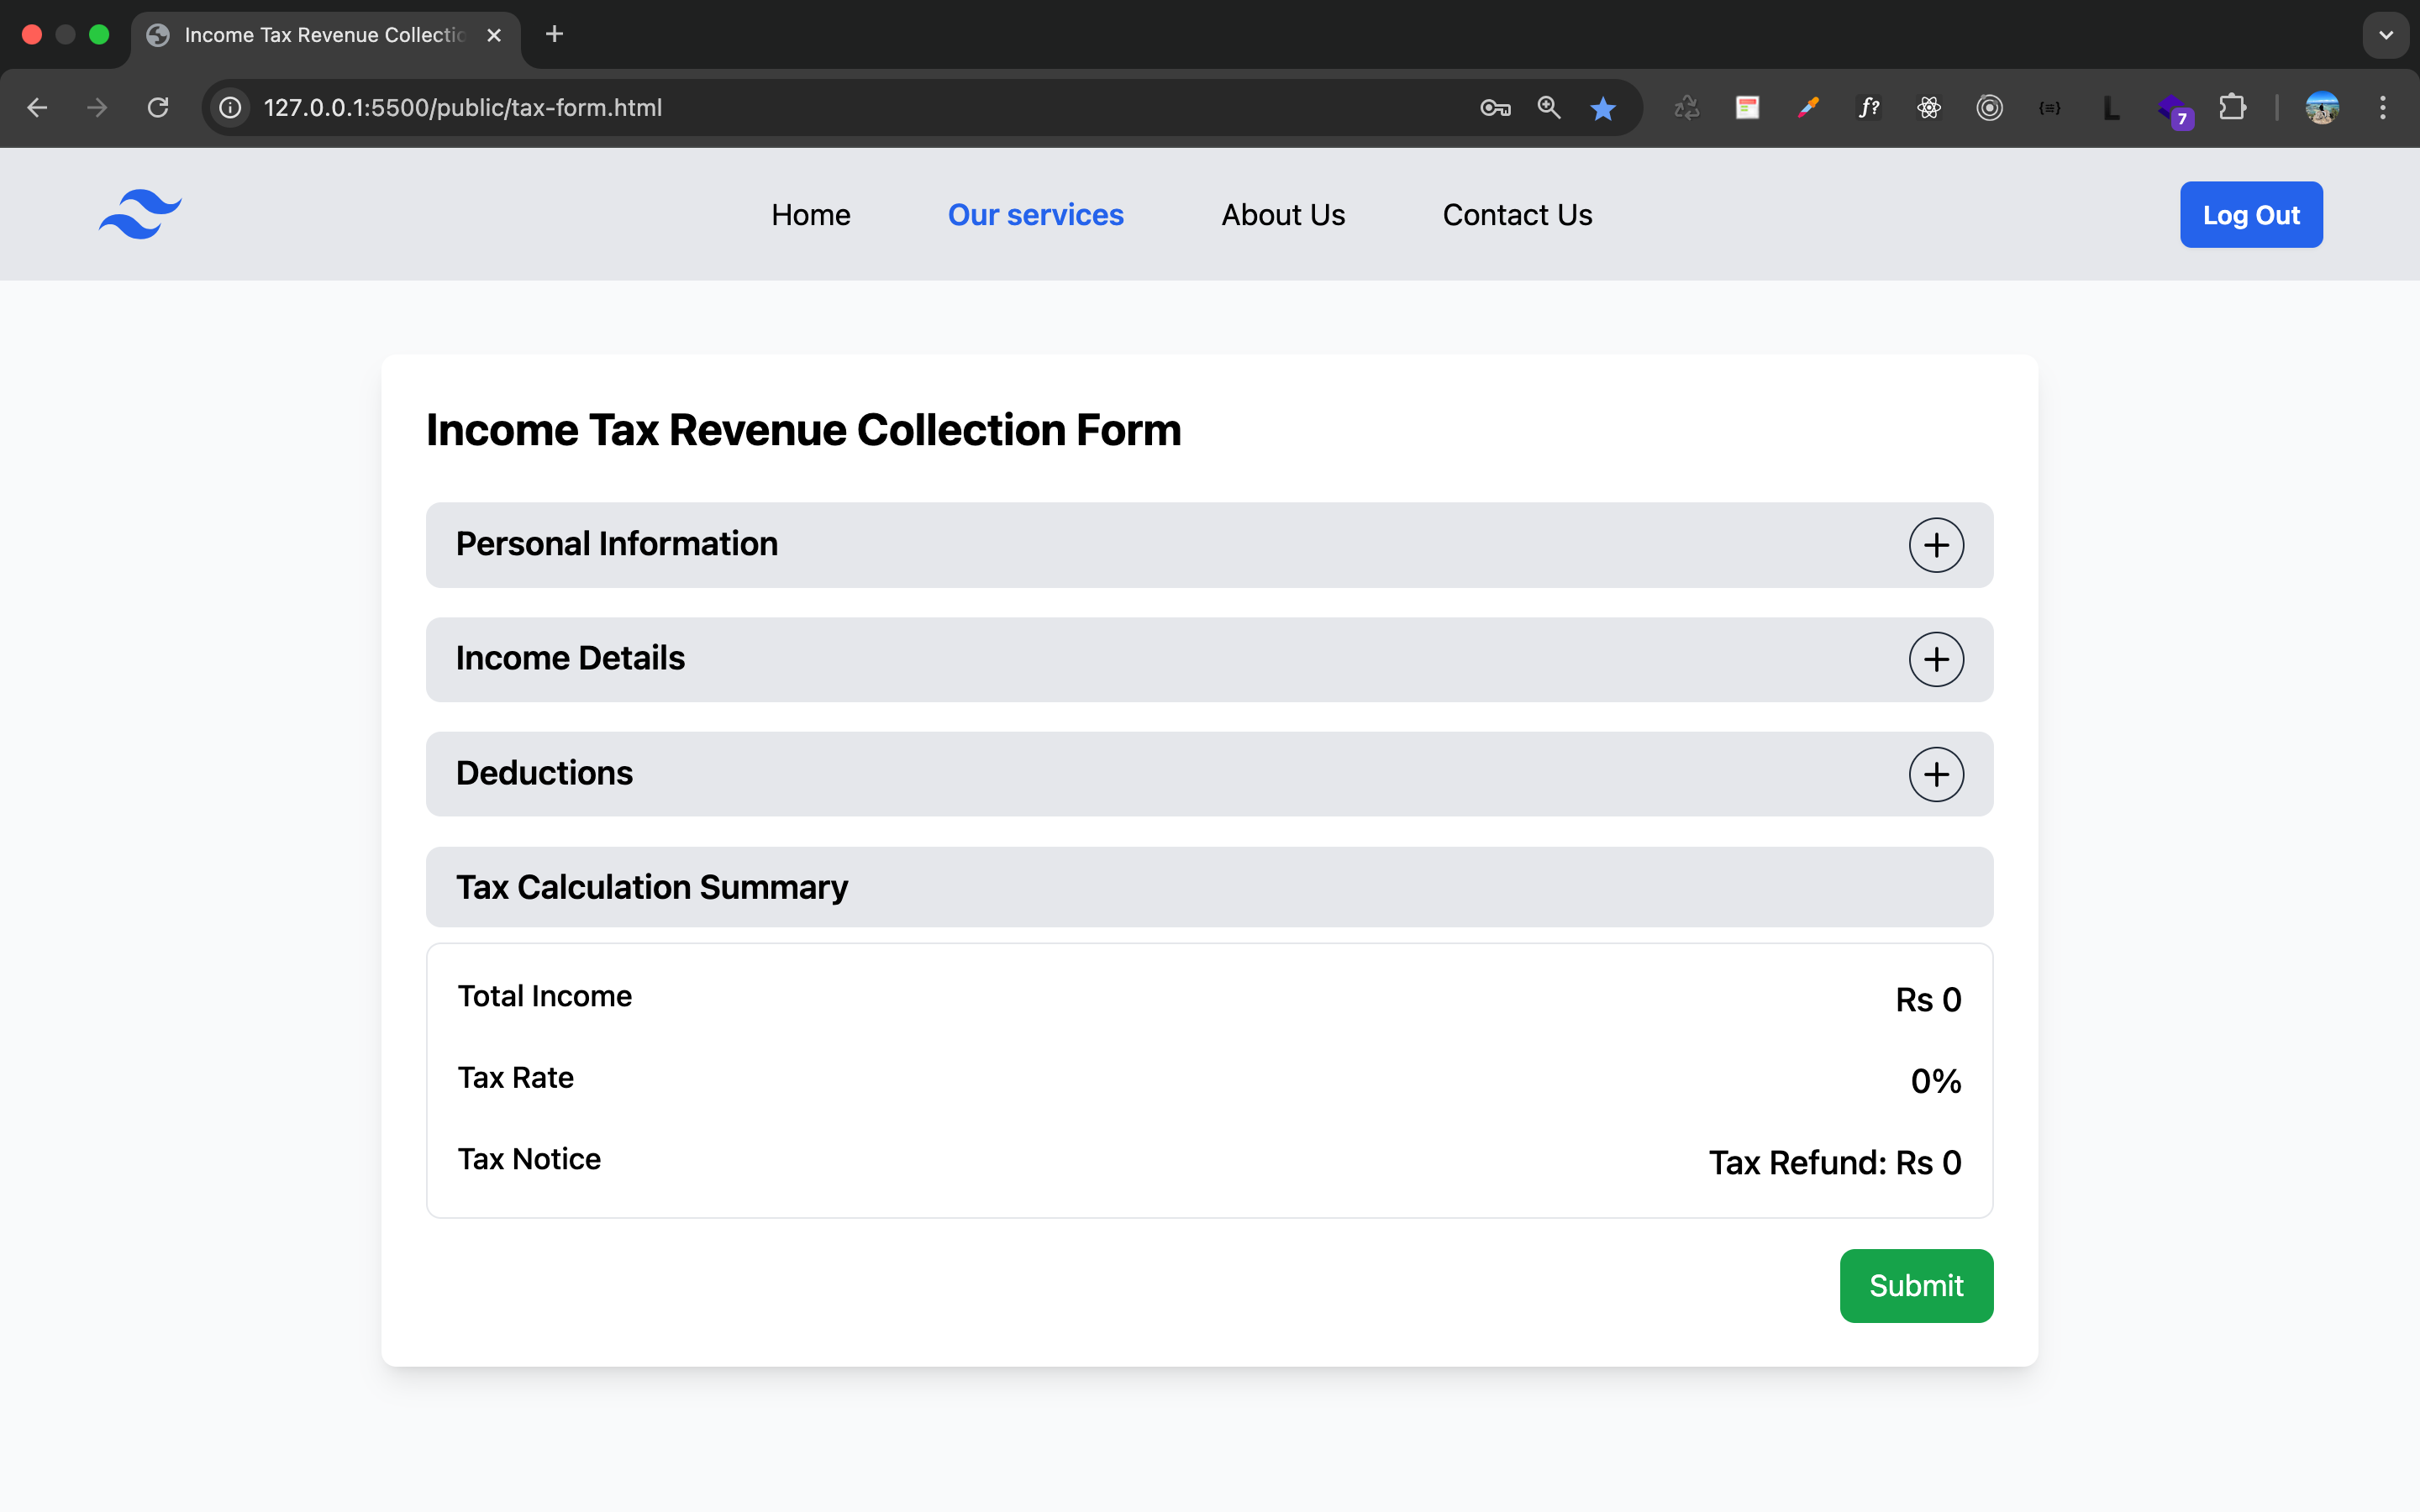 Income Tax Revenue Collectio
127.0.0.1:5500/public/tax-form.html
f?
{≡}
L
7
Home Our services About Us Contact Us Log Out
Income Tax Revenue Collection Form
Personal Information
Income Details
Deductions
Tax Calculation Summary
Total Income Rs 0
Tax Rate 0%
Tax Notice Tax Refund: Rs 0
Submit